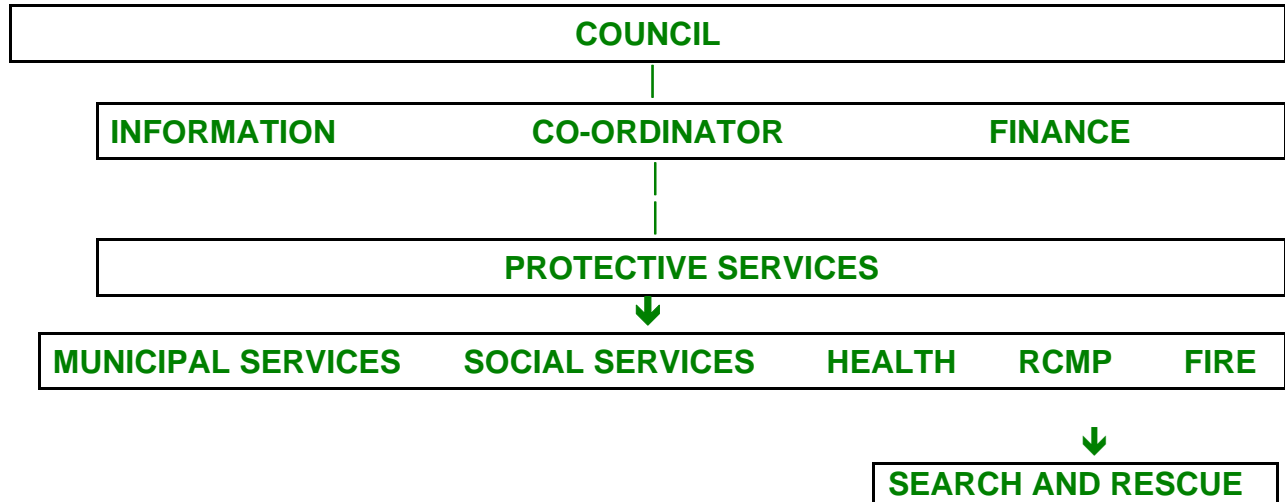 COUNCIL
INFORMATION CO-ORDINATOR FINANCE
PROTECTIVE SERVICES
MUNICIPAL SERVICES SOCIAL SERVICES HEALTH RCMP FIRE
SEARCH AND RESCUE